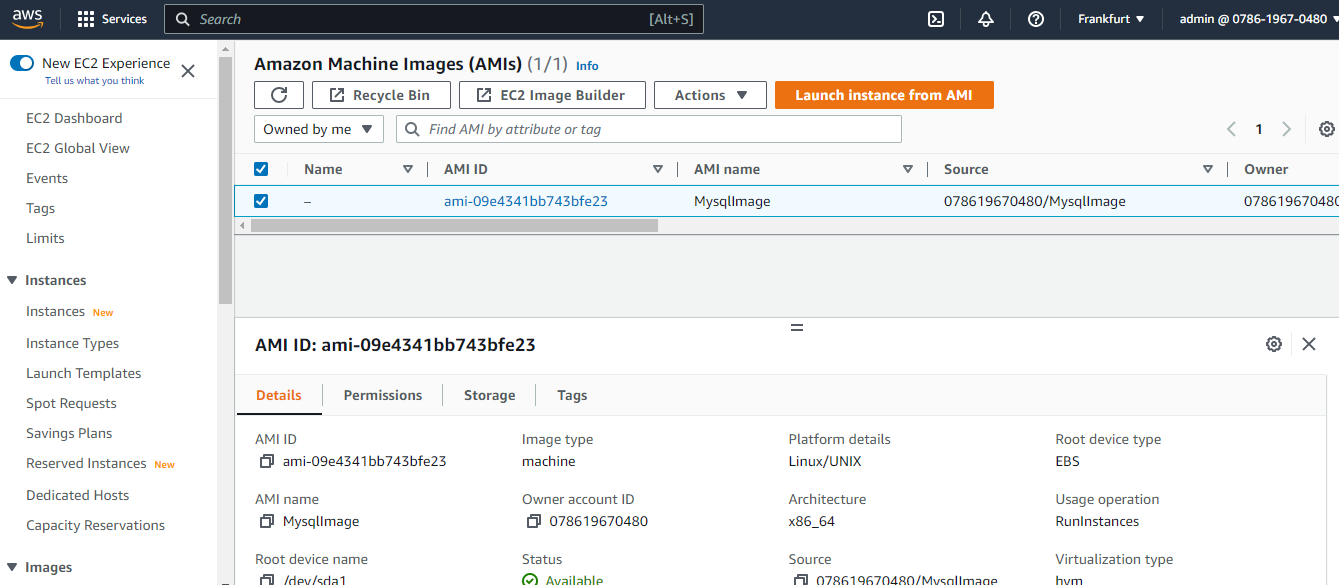 aws Services Search [Alt+S] Frankfurt admin @ 0786-1967-0480
New EC2 Experience
Tell us what you think
EC2 Dashboard
EC2 Global View
Events
Tags
Limits
Instances
Instances New
Instance Types
Launch Templates
Spot Requests
Savings Plans
Reserved Instances New
Dedicated Hosts
Capacity Reservations
Images
Amazon Machine Images (AMIs) (1/1) Info
Recycle Bin EC2 Image Builder Actions Launch instance from AMI
Owned by me Find AMI by attribute or tag 1
Name AMI ID AMI name Source Owner
– ami-09e4341bb743bfe23 MysqlImage 078619670480/MysqlImage 078619670480
AMI ID: ami-09e4341bb743bfe23
Details Permissions Storage Tags
AMI ID Image type Platform details Root device type
ami-09e4341bb743bfe23 machine Linux/UNIX EBS
AMI name Owner account ID Architecture Usage operation
MysqlImage 078619670480 x86_64 RunInstances
Root device name Status Source Virtualization type
/dev/sda1 Available 078619670480/MysqlImage hvm